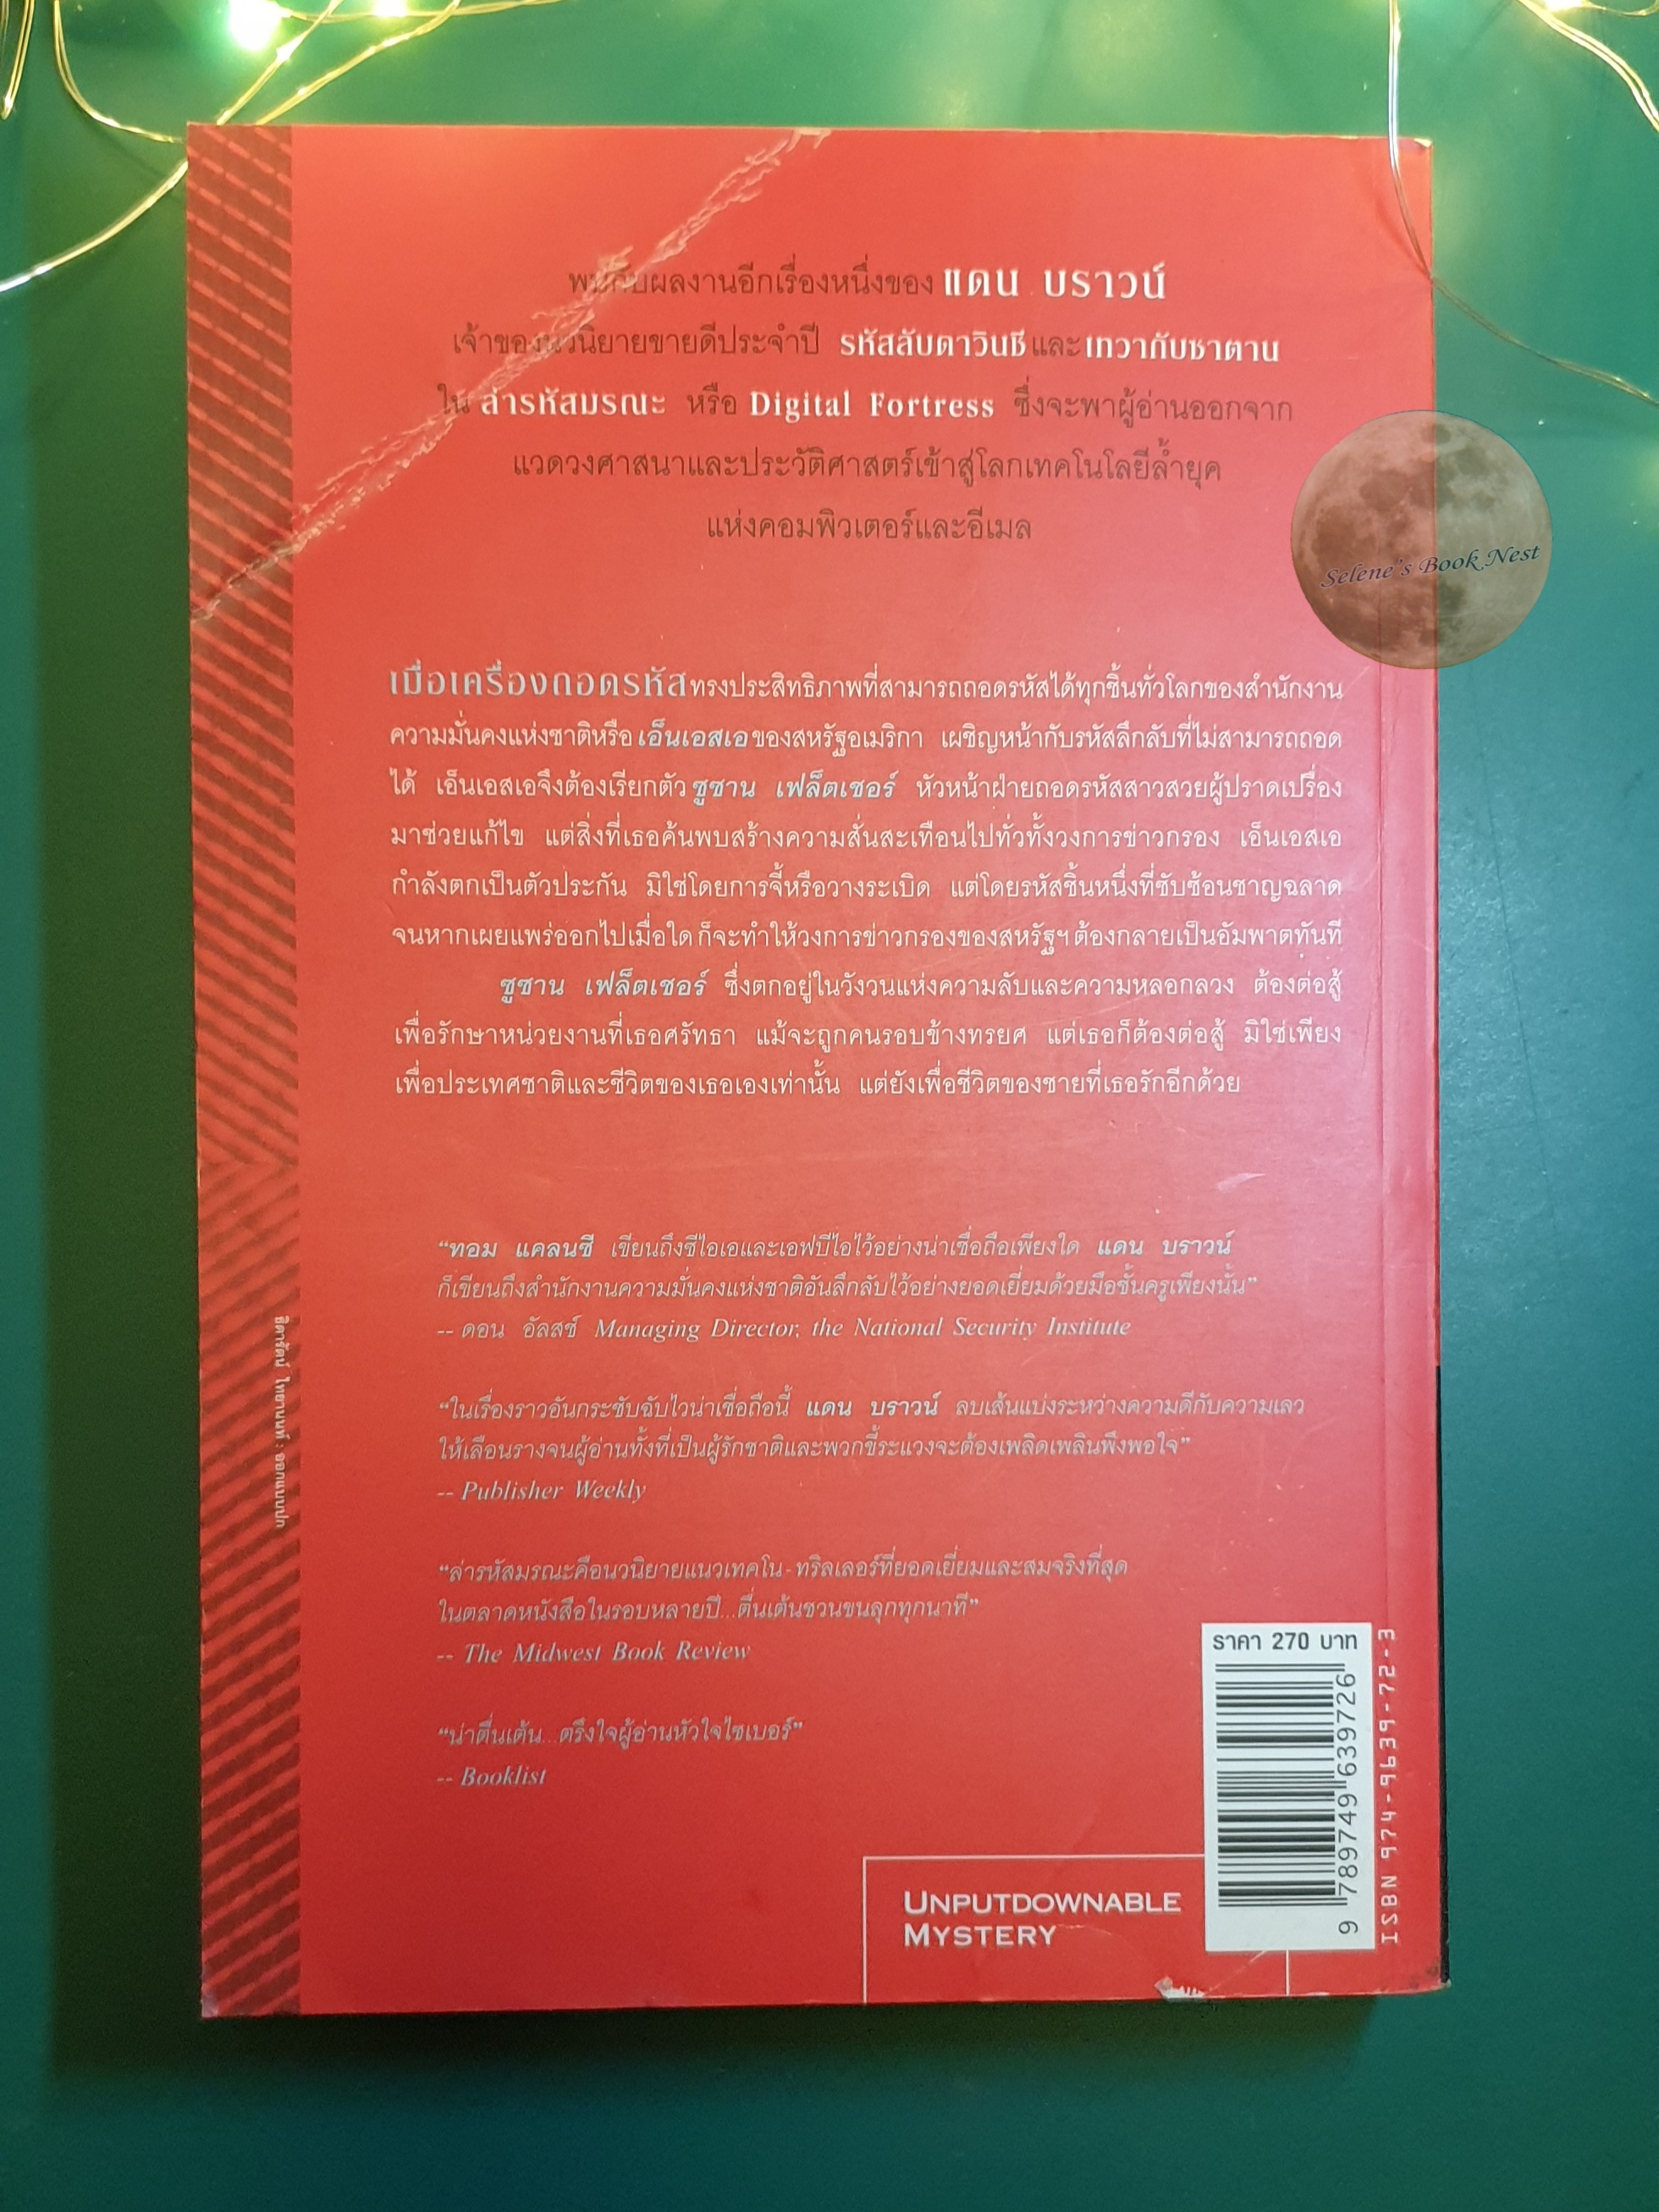 พบกับผลงานอีกเรื่องหนึ่งของ แดน บราวน์
เจ้าของนวนิยายขายดีประจำปี รหัสลับดาวินชี และ เทวากับซาตาน
ใน ล่ารหัสมรณะ หรือ Digital Fortress ซึ่งจะพาผู้อ่านออกจาก
แวดวงศาสนาและประวัติศาสตร์เข้าสู่โลกเทคโนโลยีล้ำยุค
แห่งคอมพิวเตอร์และอีเมล
Selene's Book Nest
เมื่อเครื่องถอดรหัสทรงประสิทธิภาพที่สามารถถอดรหัสได้ทุกชิ้นทั่วโลกของสำนักงาน
ความมั่นคงแห่งชาติหรือ เอ็นเอสเอ ของสหรัฐอเมริกา เผชิญหน้ากับรหัสลึกลับที่ไม่สามารถถอด
ได้ เอ็นเอสเอจึงต้องเรียกตัว ซูซาน เฟล็ตเชอร์ หัวหน้าฝ่ายถอดรหัสสาวสวยผู้ปราดเปรื่อง
มาช่วยแก้ไข แต่สิ่งที่เธอค้นพบสร้างความสั่นสะเทือนไปทั่วทั้งวงการข่าวกรอง เอ็นเอสเอ
กำลังตกเป็นตัวประกัน มิใช่โดยการจี้หรือวางระเบิด แต่โดยรหัสชิ้นหนึ่งที่ซับซ้อนชาญฉลาด
จนหากเผยแพร่ออกไปเมื่อใด ก็จะทำให้วงการข่าวกรองของสหรัฐฯ ต้องกลายเป็นอัมพาตทันที
ซูซาน เฟล็ตเชอร์ ซึ่งตกอยู่ในวังวนแห่งความลับและความหลอกลวง ต้องต่อสู้
เพื่อรักษาหน่วยงานที่เธอศรัทธา แม้จะถูกคนรอบข้างทรยศ แต่เธอก็ต้องต่อสู้ มิใช่เพียง
เพื่อประเทศชาติและชีวิตของเธอเองเท่านั้น แต่ยังเพื่อชีวิตของชายที่เธอรักอีกด้วย
“ทอม แคลนซี เขียนถึงซีไอเอและเอฟบีไอไว้อย่างน่าเชื่อถือเพียงใด แดน บราวน์
ก็เขียนถึงสำนักงานความมั่นคงแห่งชาติอันลึกลับไว้อย่างยอดเยี่ยมด้วยมือชั้นครูเพียงนั้น”
-- ดอน อัลสช์ Managing Director, the National Security Institute
“ในเรื่องราวอันกระชับฉับไวน่าเชื่อถือนี้ แดน บราวน์ ลบเส้นแบ่งระหว่างความดีกับความเลว
ให้เลือนรางจนผู้อ่านทั้งที่เป็นผู้รักชาติและพวกขี้ระแวงจะต้องเพลิดเพลินพึงพอใจ”
-- Publisher Weekly
“ล่ารหัสมรณะคือนวนิยายแนวเทคโน-ทริลเลอร์ที่ยอดเยี่ยมและสมจริงที่สุด
ในตลาดหนังสือในรอบหลายปี...ตื่นเต้นชวนขนลุกทุกนาที”
-- The Midwest Book Review
“น่าตื่นเต้น...ตรึงใจผู้อ่านหัวใจไซเบอร์”
-- Booklist
: ออกแบบปก
UNPUTDOWNABLE
MYSTERY
ราคา 270 บาท
9 789749 639726
ISBN 974-9639-72-3